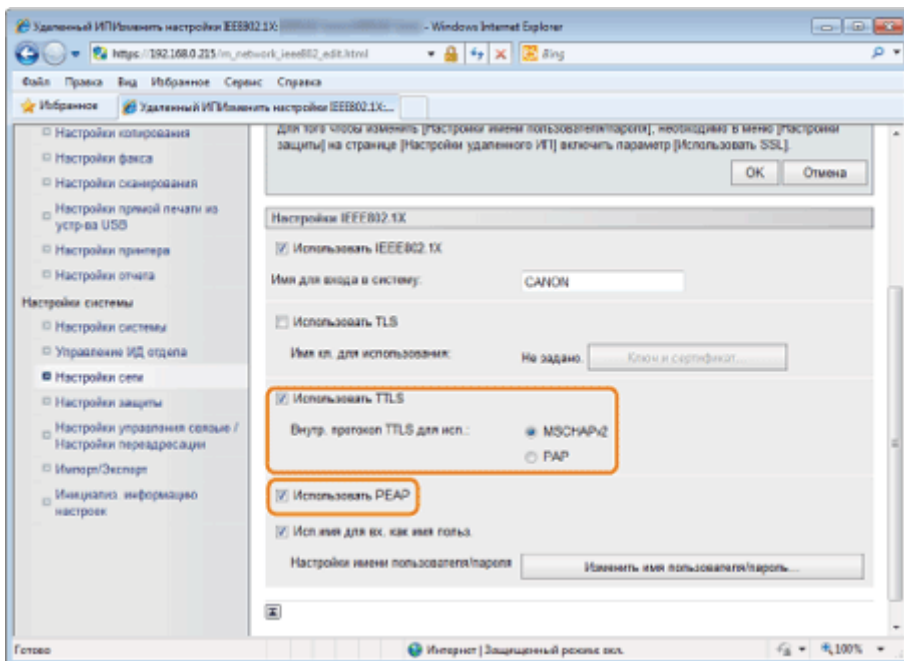 Удаленный ИПИзменить настройки IEEE802.1X: - Windows Internet Explorer
https://192.168.0.215/m_network_ieee802_edit.html
Bing
Файл Правка Вид Избранное Сервис Справка
Избранное Удаленный ИПИзменить настройки IEEE802.1X:...
Настройки копирования
Настройки факса
Настройки сканирования
Настройки прямой печати из
устр-ва USB
Настройки принтера
Настройки отчета
Настройки системы
Настройки системы
Управление ИД отдела
Настройки сети
Настройки защиты
Настройки управления связью /
Настройки переадресации
Импорт/Экспорт
Инициализ. информацию
настроек
Для того чтобы изменить [Настройки имени пользователя/пароля], необходимо в меню [Настройки
защиты] на странице [Настройки удаленного ИП] включить параметр [Использовать SSL].
OK Отмена
Настройки IEEE802.1X
Использовать IEEE802.1X
Имя для входа в систему: CANON
Использовать TLS
Имя кл. для использования: Не задано. Ключ и сертификат...
Использовать TTLS
Внутр. протокол TTLS для исп.: MSCHAPv2
PAP
Использовать PEAP
Исп.имя для вх. как имя польз.
Настройки имени пользователя/пароля Изменить имя пользователя/пароль...
Готово Интернет | Защищенный режим: вкл. 100%